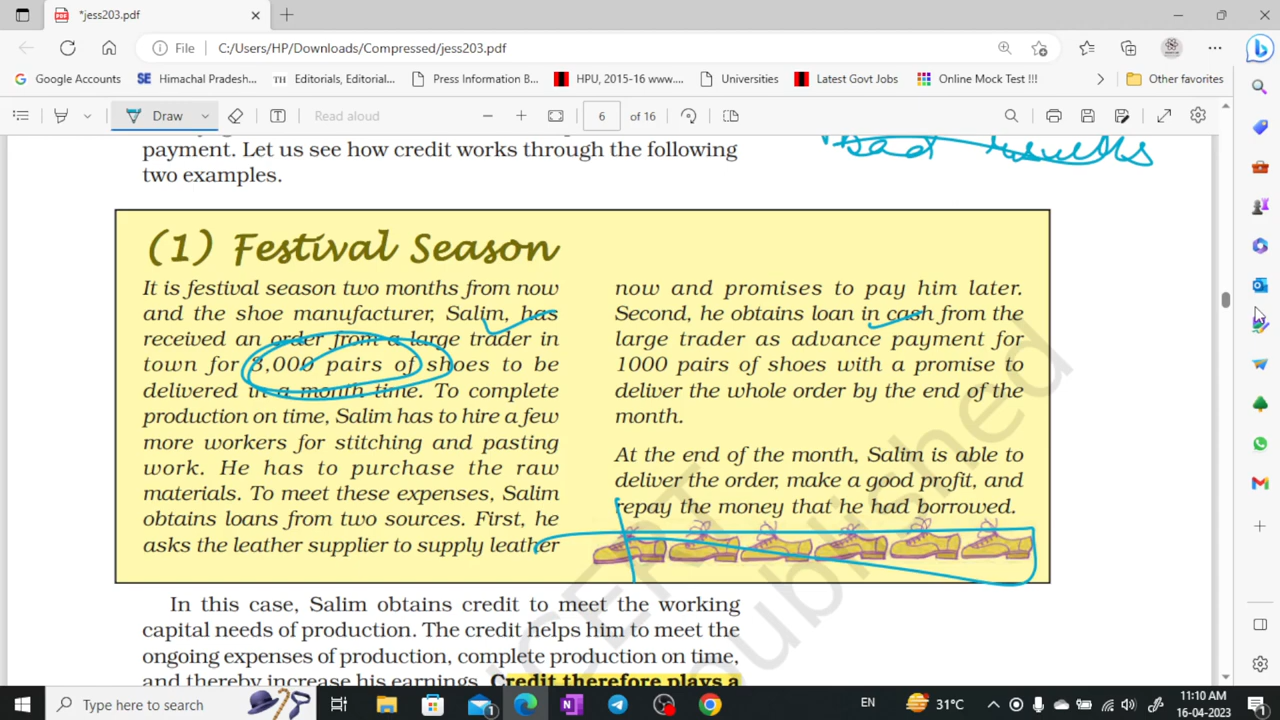 *jess203.pdf
File C:/Users/HP/Downloads/Compressed/jess203.pdf
Google Accounts
SE Himachal Pradesh...
TH Editorials, Editorial...
Press Information B...
HPU, 2015-16 www....
Universities
Latest Govt Jobs
Online Mock Test !!!
Other favorites
Draw
Read aloud
6 of 16
bad results
payment. Let us see how credit works through the following
two examples.
(1) Festival Season
It is festival season two months from now
and the shoe manufacturer, Salim, has
received an order from a large trader in
town for 3,000 pairs of shoes to be
delivered in a month time. To complete
production on time, Salim has to hire a few
more workers for stitching and pasting
work. He has to purchase the raw
materials. To meet these expenses, Salim
obtains loans from two sources. First, he
asks the leather supplier to supply leather
now and promises to pay him later.
Second, he obtains loan in cash from the
large trader as advance payment for
1000 pairs of shoes with a promise to
deliver the whole order by the end of the
month.
At the end of the month, Salim is able to
deliver the order, make a good profit, and
repay the money that he had borrowed.
In this case, Salim obtains credit to meet the working
capital needs of production. The credit helps him to meet the
ongoing expenses of production, complete production on time,
and thereby increase his earnings. Credit therefore plays a
Type here to search
EN
31°C
11:10 AM
16-04-2023